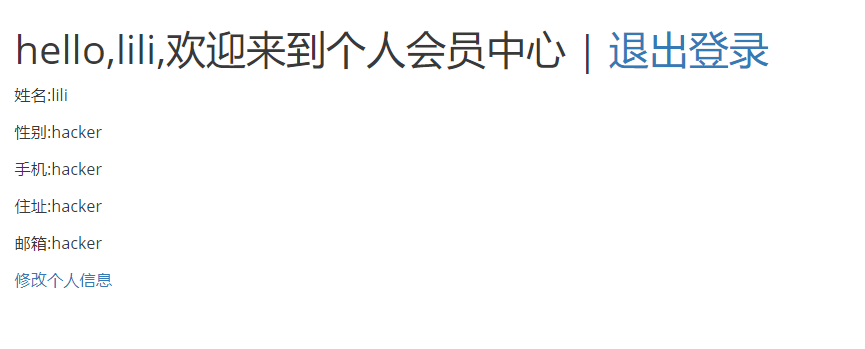 hello,lili,欢迎来到个人会员中心 | 退出登录
姓名:lili
性别:hacker
手机:hacker
住址:hacker
邮箱:hacker
修改个人信息